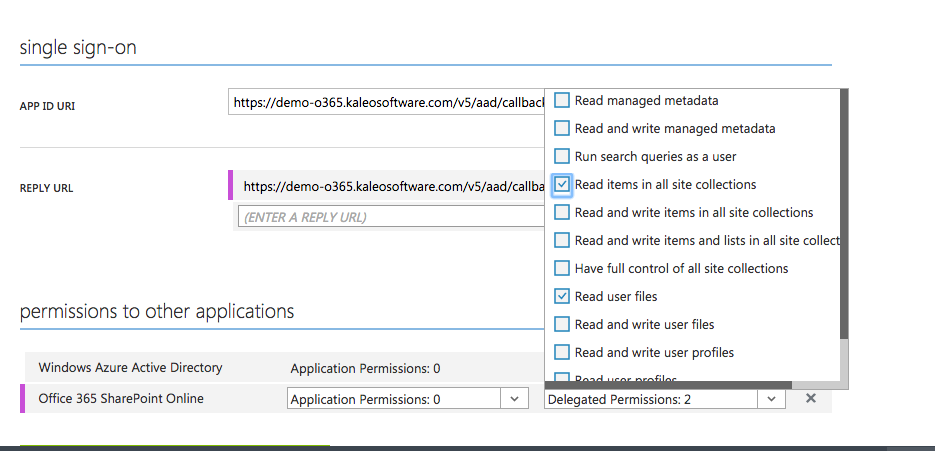 single sign-on
APP ID URI
https://demo-o365.kaleosoftware.com/v5/aad/callback
Read managed metadata
Read and write managed metadata
Run search queries as a user
Read items in all site collections
Read and write items in all site collections
Read and write items and lists in all site collect
Have full control of all site collections
Read user files
Read and write user files
Read and write user profiles
Read user profiles
REPLY URL
https://demo-o365.kaleosoftware.com/v5/aad/callba
(ENTER A REPLY URL)
permissions to other applications
Windows Azure Active Directory
Application Permissions: 0
Office 365 SharePoint Online
Application Permissions: 0
Delegated Permissions: 2